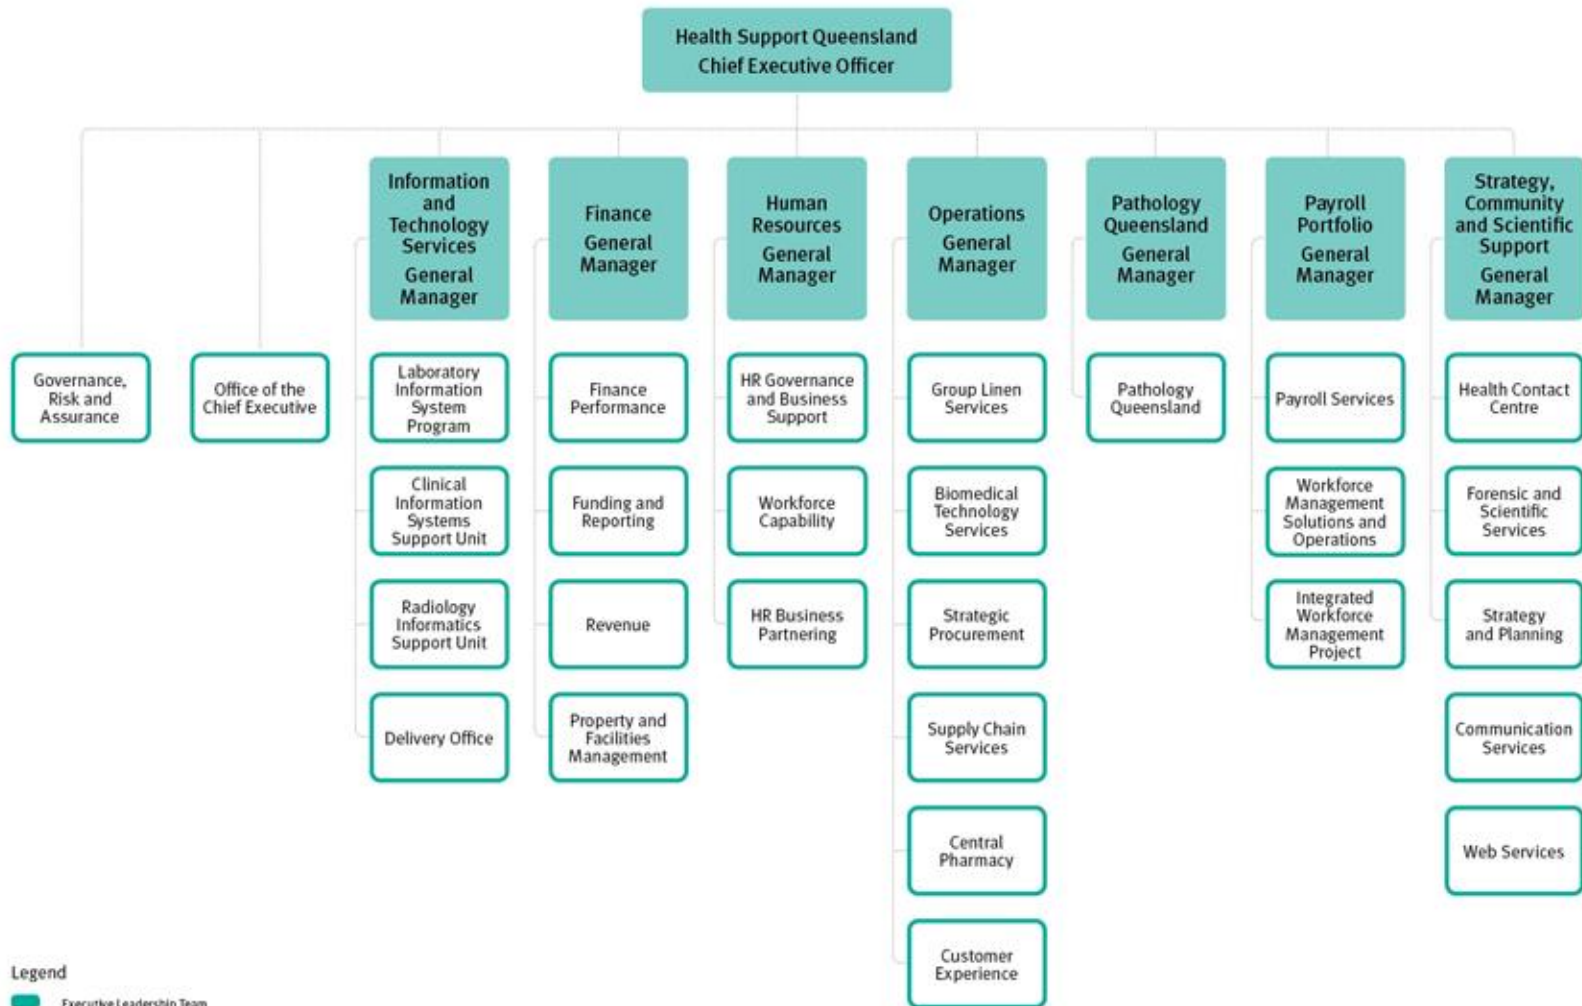 Health Support Queensland
Chief Executive Officer
Information
and
Technology
Services
General
Manager
Finance
General
Manager
Human
Resources
General
Manager
Operations
General
Manager
Pathology
Queensland
General
Manager
Payroll
Portfolio
General
Manager
Strategy,
Community
and Scientific
Support
General
Manager
Governance,
Risk and
Assurance
Office of the
Chief Executive
Laboratory
Information
System
Program
Finance
Performance
HR Governance
and Business
Support
Group Linen
Services
Pathology
Queensland
Payroll Services
Health Contact
Centre
Clinical
Information
Systems
Support Unit
Funding and
Reporting
Workforce
Capability
Biomedical
Technology
Services
Workforce
Management
Solutions and
Operations
Forensic and
Scientific
Services
Radiology
Informatics
Support Unit
Revenue
HR Business
Partnering
Strategic
Procurement
Integrated
Workforce
Management
Project
Strategy
and Planning
Delivery Office
Property and
Facilities
Management
Supply Chain
Services
Communication
Services
Central
Pharmacy
Web Services
Customer
Experience
Legend
Executive Leadership Team